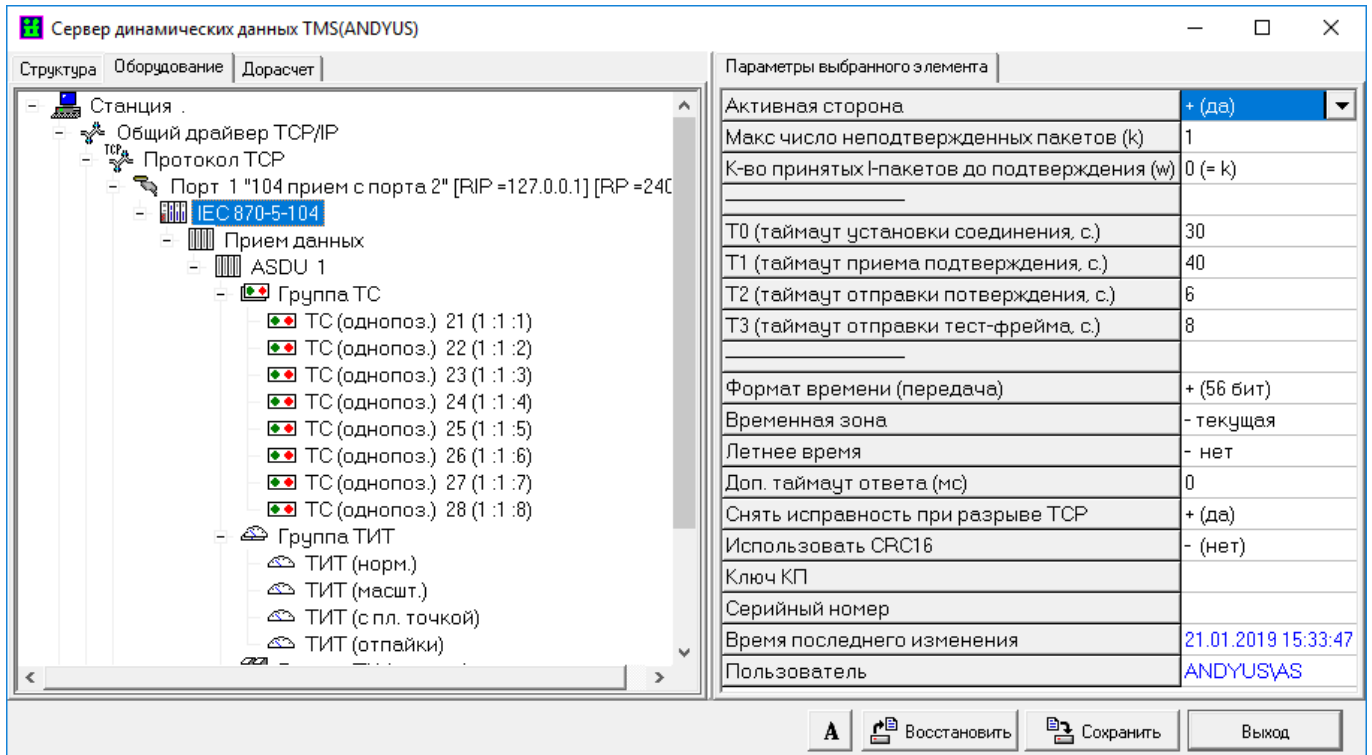 Сервер динамических данных TMS(ANDYUS)
Структура Оборудование Дорасчет
Станция .
Общий драйвер TCP/IP
TCP Протокол TCP
Порт 1 "104 прием с порта 2" [RIP =127.0.0.1] [RP =240
IEC 870-5-104
Прием данных
ASDU 1
Группа ТС
ТС (однопоз.) 21 (1 :1 :1)
ТС (однопоз.) 22 (1 :1 :2)
ТС (однопоз.) 23 (1 :1 :3)
ТС (однопоз.) 24 (1 :1 :4)
ТС (однопоз.) 25 (1 :1 :5)
ТС (однопоз.) 26 (1 :1 :6)
ТС (однопоз.) 27 (1 :1 :7)
ТС (однопоз.) 28 (1 :1 :8)
Группа ТИТ
ТИТ (норм.)
ТИТ (масшт.)
ТИТ (с пл. точкой)
ТИТ (отпайки)
Параметры выбранного элемента
Активная сторона + (да)
Макс число неподтвержденных пакетов (k) 1
К-во принятых I-пакетов до подтверждения (w) 0 (= k)
T0 (таймаут установки соединения, с.) 30
T1 (таймаут приема подтверждения, с.) 40
T2 (таймаут отправки потверждения, с.) 6
T3 (таймаут отправки тест-фрейма, с.) 8
Формат времени (передача) + (56 бит)
Временная зона - текущая
Летнее время - нет
Доп. таймаут ответа (мс) 0
Снять исправность при разрыве TCP + (да)
Использовать CRC16 - (нет)
Ключ КП
Серийный номер
Время последнего изменения 21.01.2019 15:33:47
Пользователь ANDYUS\AS
A Восстановить Сохранить Выход